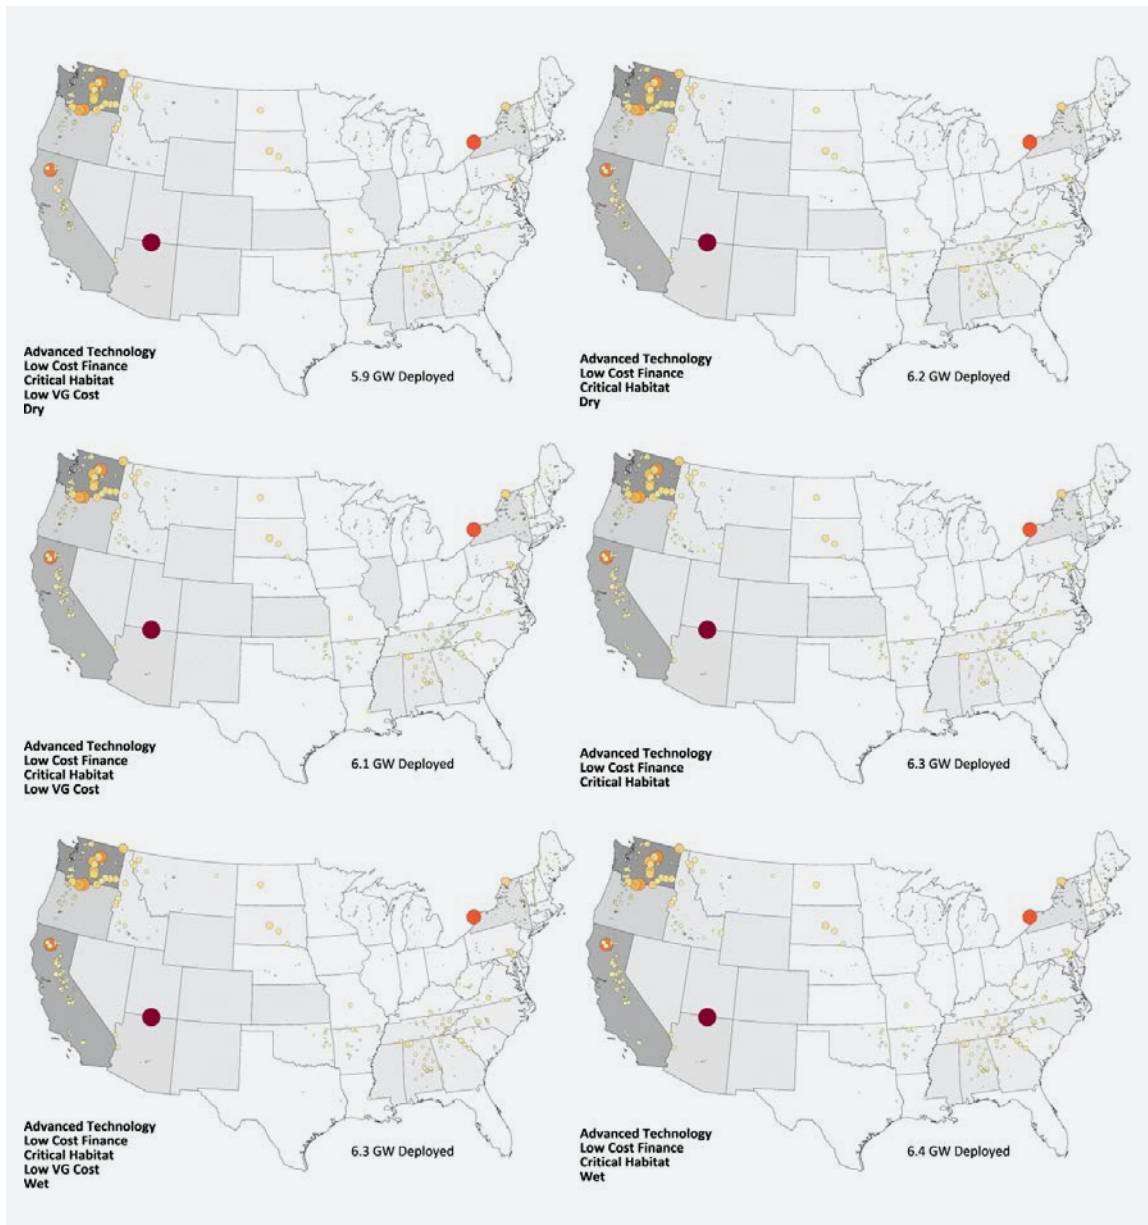 Advanced Technology
Low Cost Finance
Critical Habitat
Low VG Cost
Dry
5.9 GW Deployed
Advanced Technology
Low Cost Finance
Critical Habitat
Dry
6.2 GW Deployed
Advanced Technology
Low Cost Finance
Critical Habitat
Low VG Cost
6.1 GW Deployed
Advanced Technology
Low Cost Finance
Critical Habitat
6.3 GW Deployed
Advanced Technology
Low Cost Finance
Critical Habitat
Low VG Cost
Wet
6.3 GW Deployed
Advanced Technology
Low Cost Finance
Critical Habitat
Wet
6.4 GW Deployed